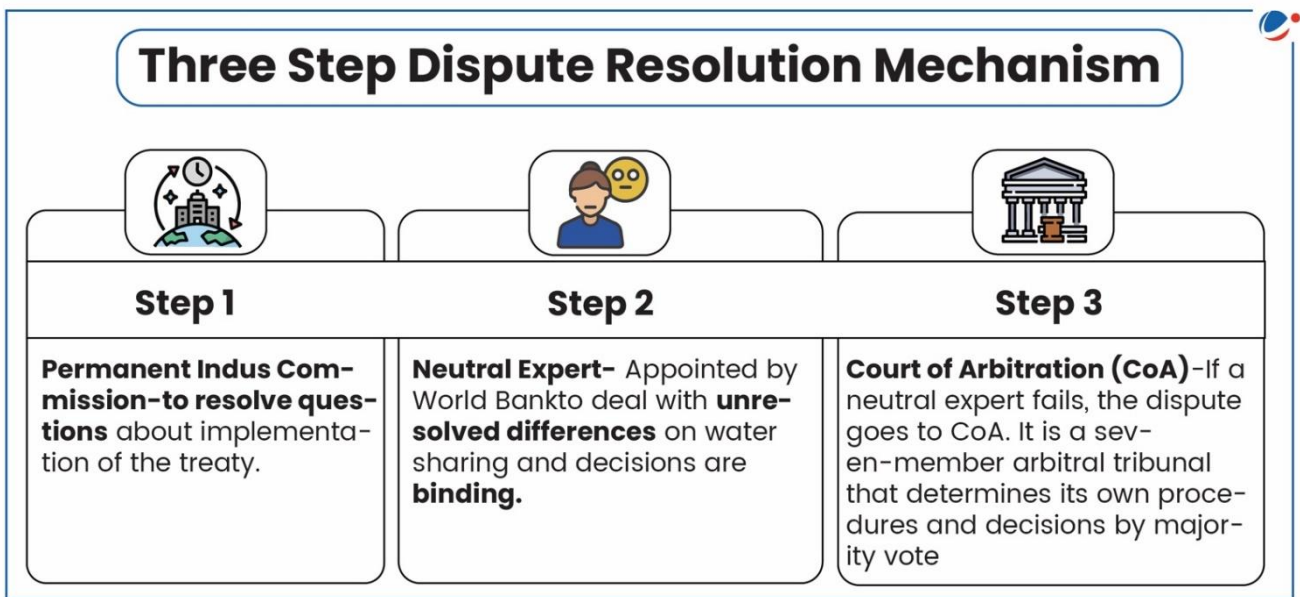 Three Step Dispute Resolution Mechanism
Step 1
Permanent Indus Com-
mission-to resolve ques-
tions about implementa-
tion of the treaty.
Step 2
Neutral Expert- Appointed by
World Bankto deal with unre-
solved differences on water
sharing and decisions are
binding.
Step 3
Court of Arbitration (CoA)-If a
neutral expert fails, the dispute
goes to CoA. It is a sev-
en-member arbitral tribunal
that determines its own proce-
dures and decisions by major-
ity vote